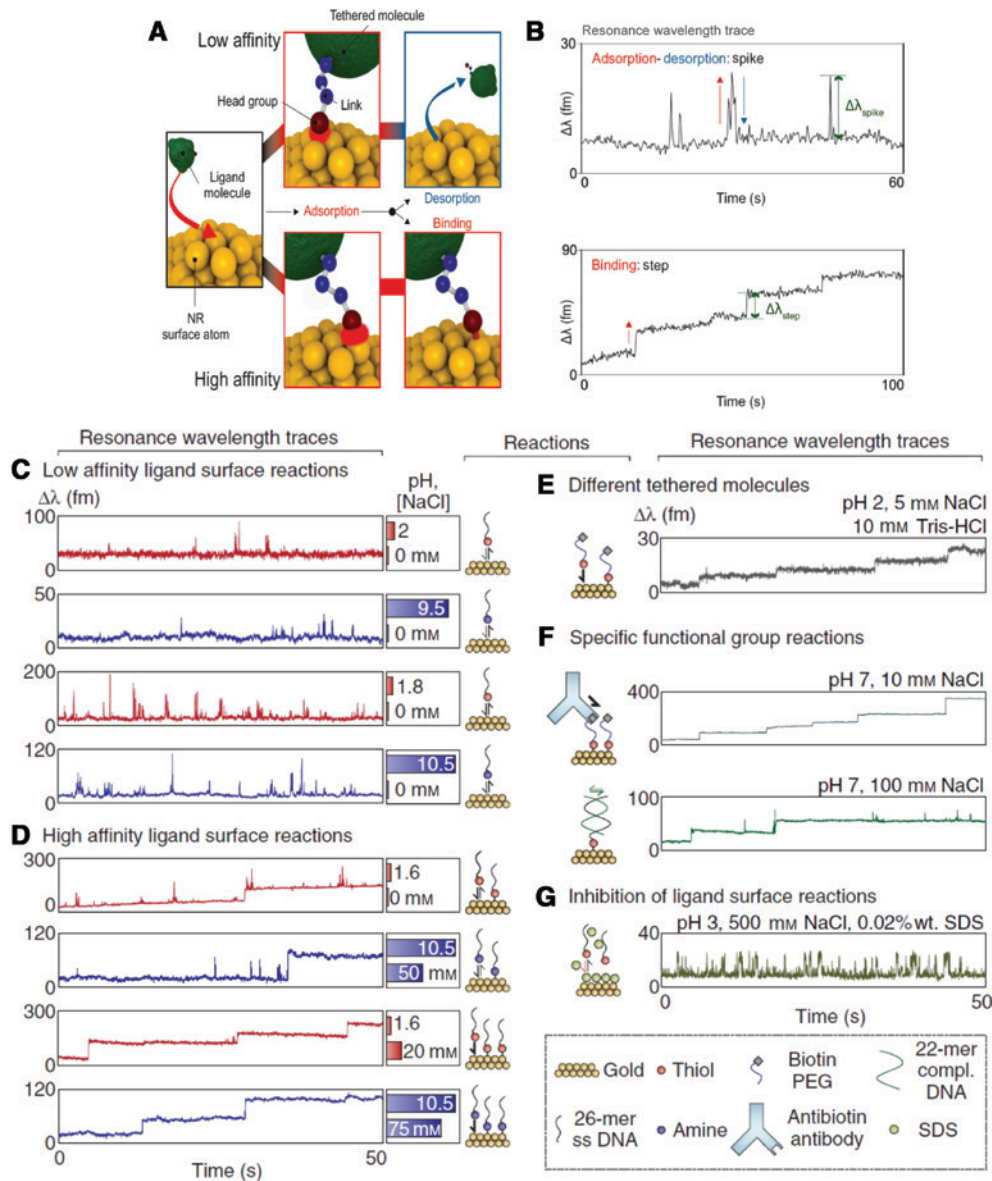 A
Low affinity
Tethered molecule
Head group
Link
Ligand
molecule
Adsorption
Desorption
Binding
NR
surface atom
High affinity
B
Resonance wavelength trace
30
Adsorption-desorption: spike
Δλ (fm)
Δλspike
0
0
60
Time (s)
90
Binding: step
Δλ (fm)
Δλstep
0
0
100
Time (s)
Resonance wavelength traces
Reactions
Resonance wavelength traces
C Low affinity ligand surface reactions
Δλ (fm)
pH,
[NaCl]
100
0
2
0 mM
50
0
9.5
0 mM
200
0
1.8
0 mM
120
0
10.5
0 mM
D High affinity ligand surface reactions
300
0
1.6
0 mM
120
0
10.5
50 mM
300
0
1.6
20 mM
120
0
10.5
75 mM
0
50
Time (s)
E Different tethered molecules
Δλ (fm)
pH 2, 5 mM NaCl
10 mM Tris-HCl
30
0
F Specific functional group reactions
pH 7, 10 mM NaCl
400
0
pH 7, 100 mM NaCl
100
0
G Inhibition of ligand surface reactions
pH 3, 500 mM NaCl, 0.02% wt. SDS
40
0
0
50
Time (s)
Gold
Thiol
Biotin
PEG
22-mer
compl.
DNA
26-mer
ss DNA
Amine
Antibiotin
antibody
SDS